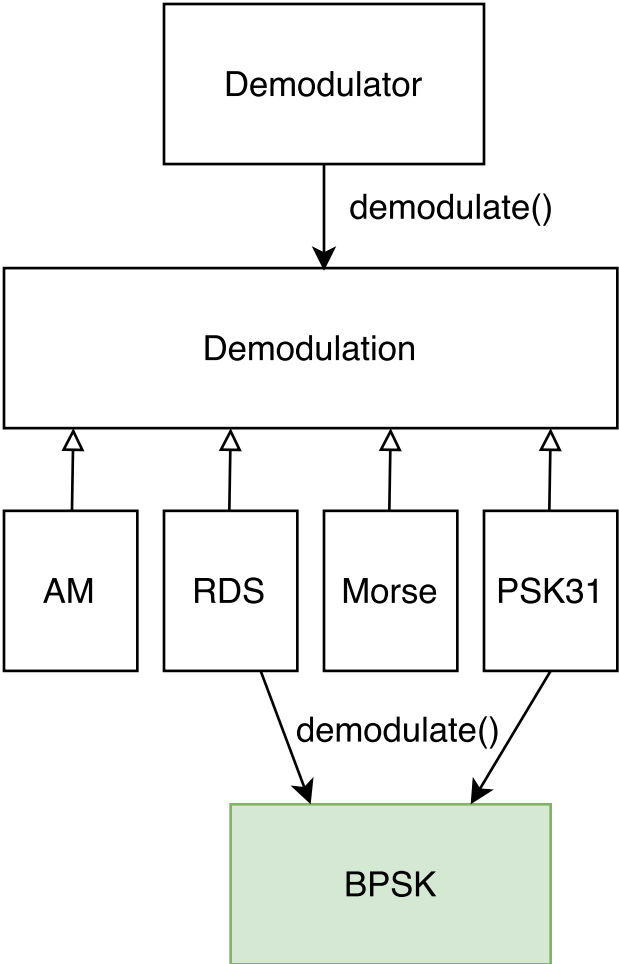 Demodulator
demodulate()
Demodulation
AM
RDS
Morse
PSK31
demodulate()
BPSK